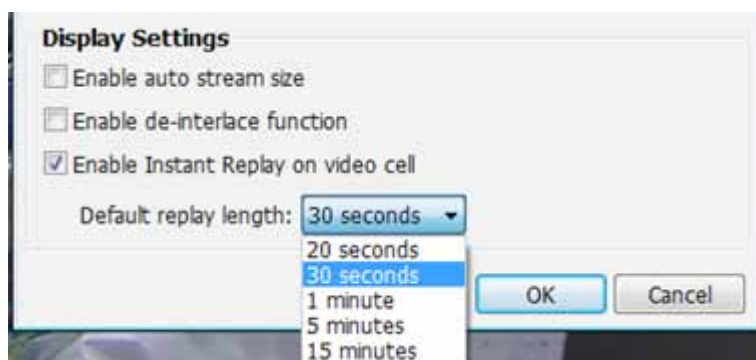 Display Settings
Enable auto stream size
Enable de-interlace function
Enable Instant Replay on video cell
Default replay length: 30 seconds
20 seconds
30 seconds
1 minute
OK Cancel
5 minutes
15 minutes